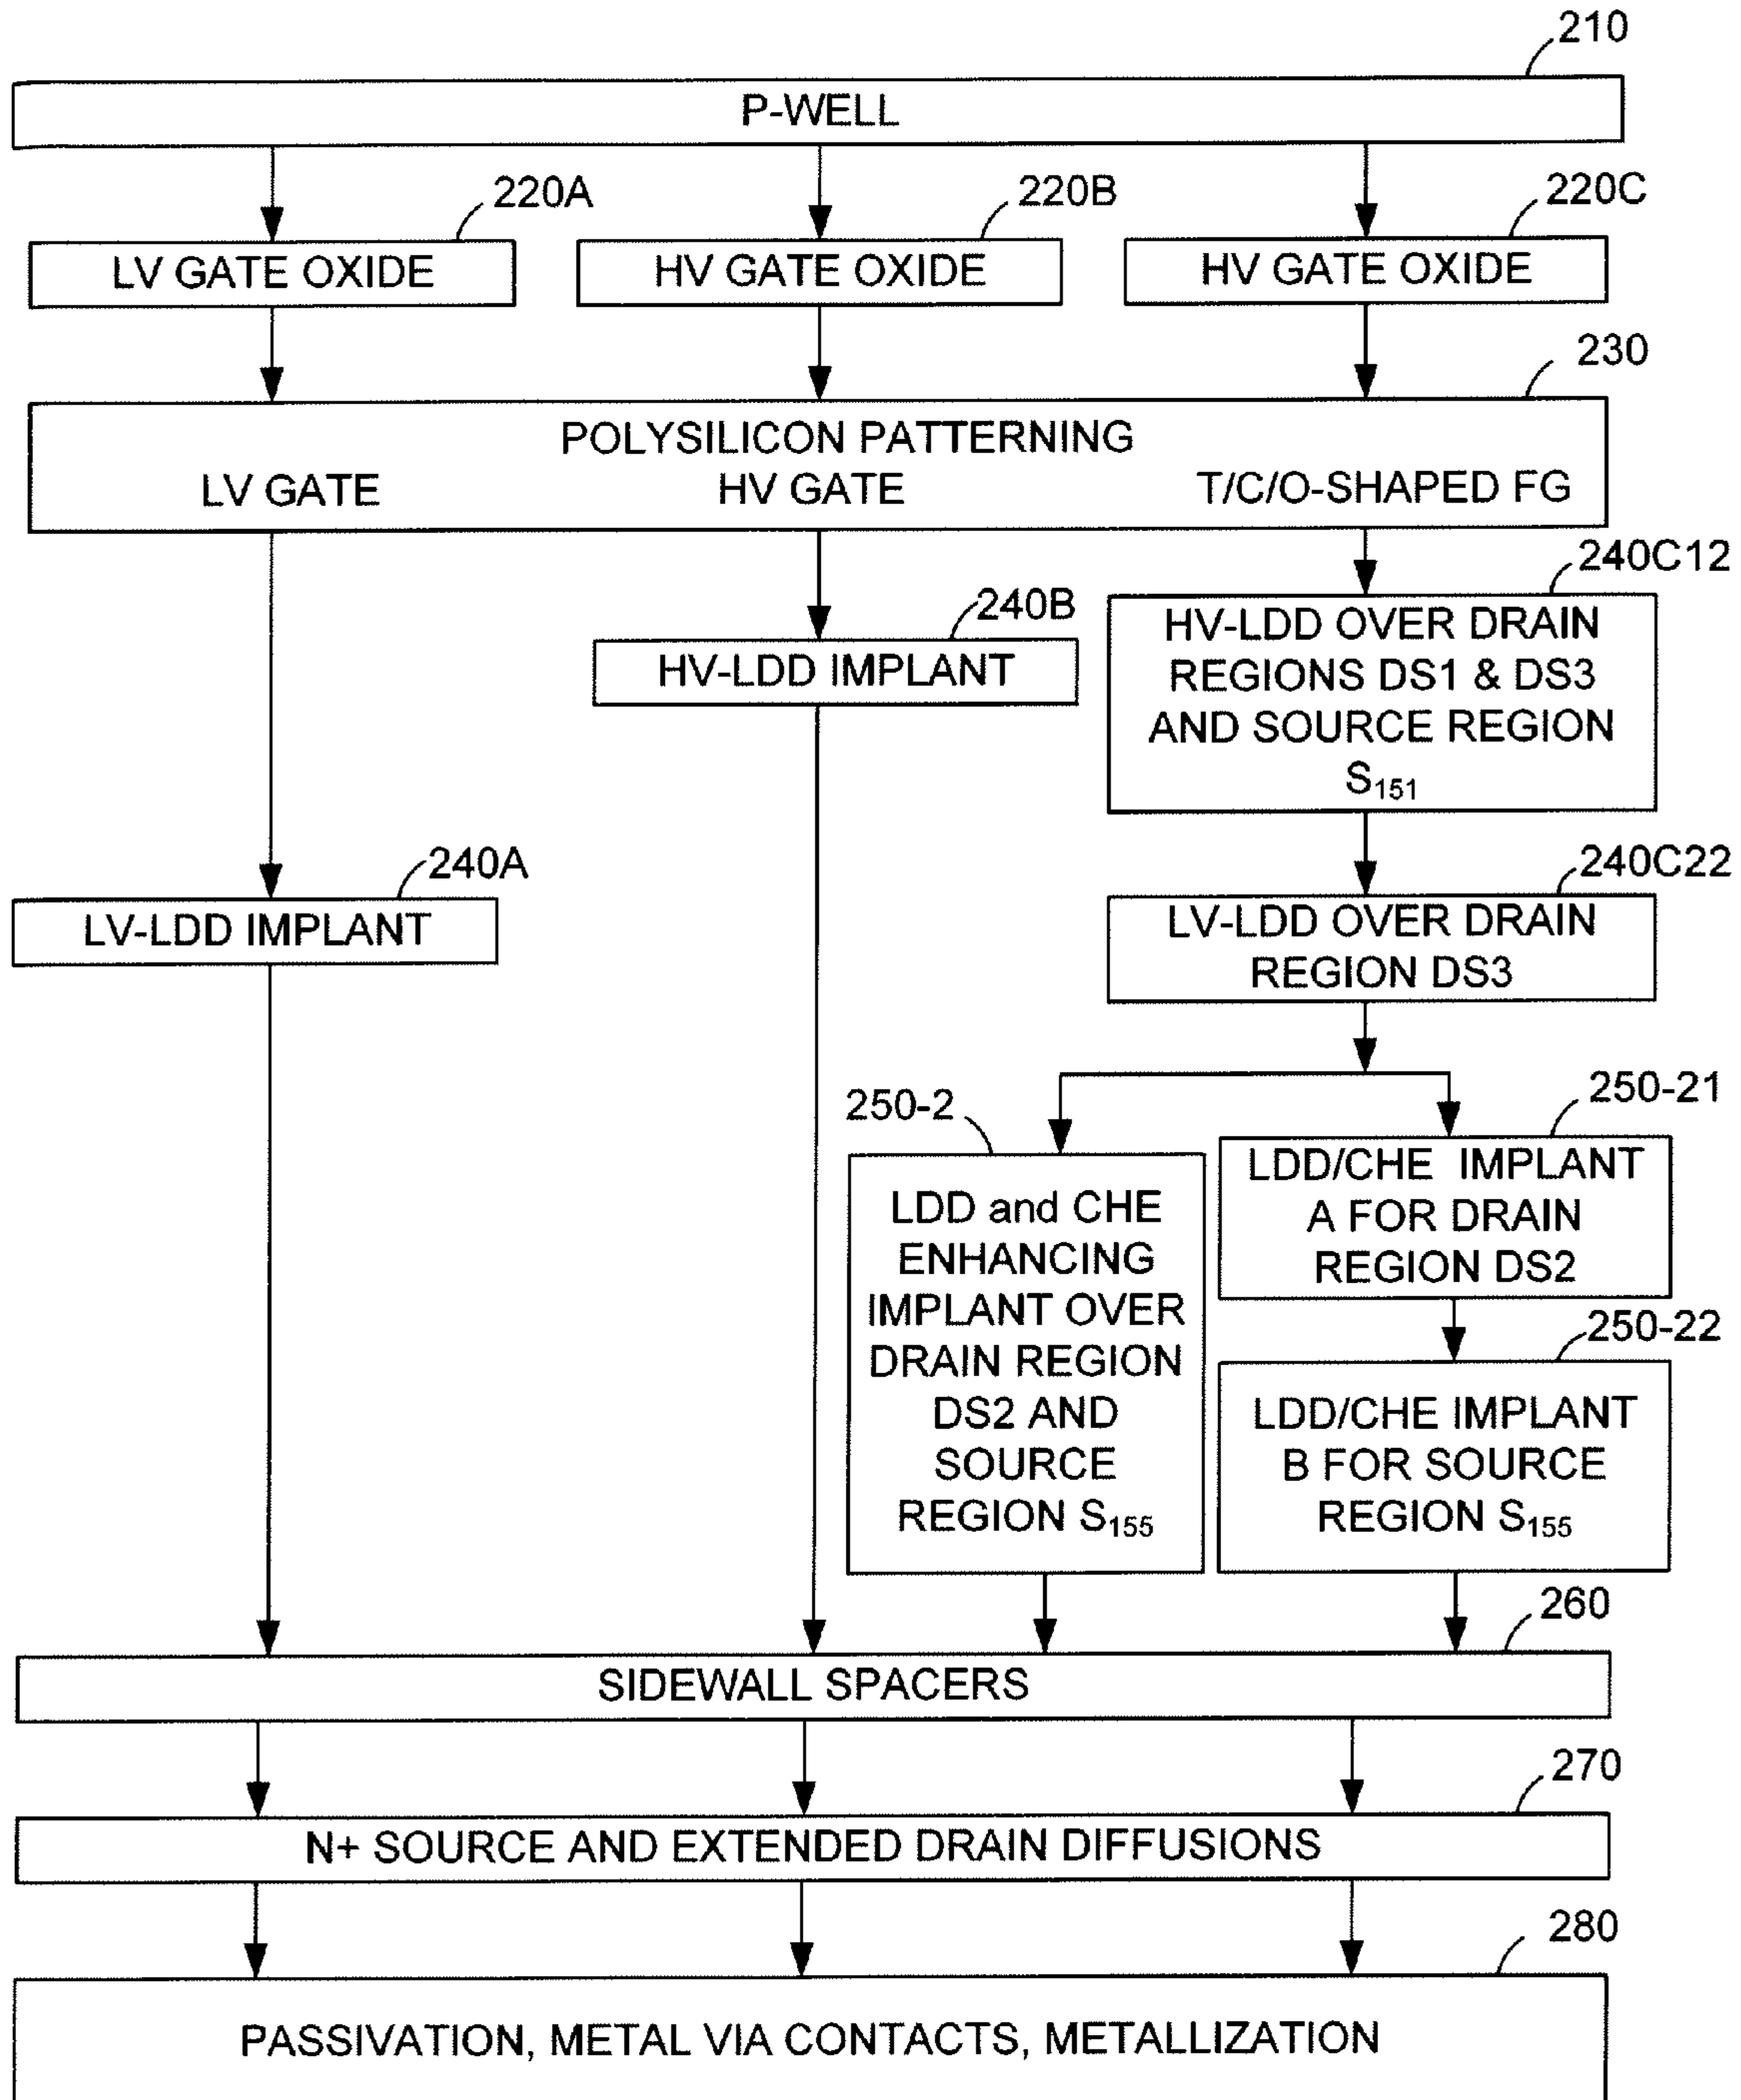 210
P-WELL
220A
220B
220C
LV GATE OXIDE
HV GATE OXIDE
HV GATE OXIDE
230
POLYSILICON PATTERNING
LV GATE
HV GATE
T/C/O-SHAPED FG
240C12
HV-LDD OVER DRAIN
REGIONS DS1 & DS3
AND SOURCE REGION
S151
240B
HV-LDD IMPLANT
240A
LV-LDD IMPLANT
240C22
LV-LDD OVER DRAIN
REGION DS3
250-2
LDD and CHE
ENHANCING
IMPLANT OVER
DRAIN REGION
DS2 AND
SOURCE
REGION S155
250-21
LDD/CHE IMPLANT
A FOR DRAIN
REGION DS2
250-22
LDD/CHE IMPLANT
B FOR SOURCE
REGION S155
260
SIDEWALL SPACERS
270
N+ SOURCE AND EXTENDED DRAIN DIFFUSIONS
280
PASSIVATION, METAL VIA CONTACTS, METALLIZATION